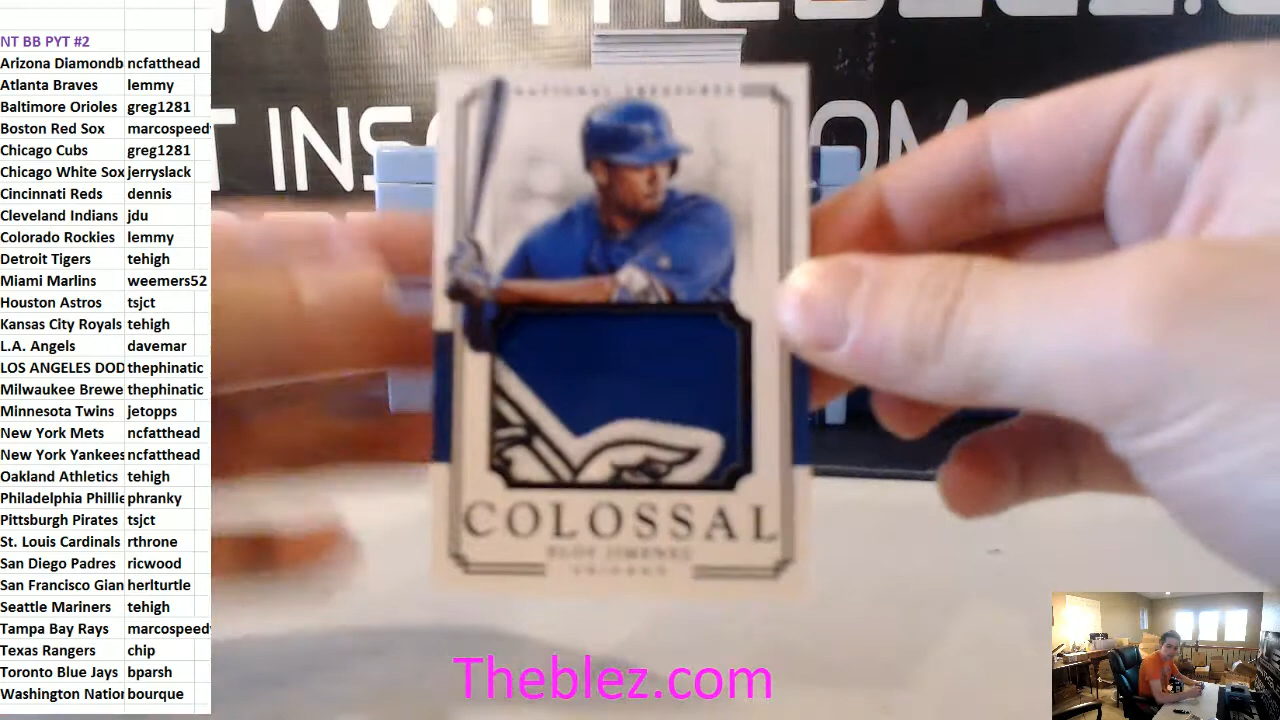 NT BB PYT #2
Arizona Diamondb ncfatthead
Atlanta Braves lemmy
Baltimore Orioles greg1281
Boston Red Sox marcospeed
Chicago Cubs greg1281
Chicago White Sox jerryslack
Cincinnati Reds dennis
Cleveland Indians jdu
Colorado Rockies lemmy
Detroit Tigers tehigh
Miami Marlins weemers52
Houston Astros tsjct
Kansas City Royals tehigh
L.A. Angels davemar
LOS ANGELES DOD thephinatic
Milwaukee Brewe thephinatic
Minnesota Twins jetopps
New York Mets ncfatthead
New York Yankees ncfatthead
Oakland Athletics tehigh
Philadelphia Phillie phranky
Pittsburgh Pirates tsjct
St. Louis Cardinals rthrone
San Diego Padres ricwood
San Francisco Gian herlturtle
Seattle Mariners tehigh
Tampa Bay Rays marcospeed
Texas Rangers chip
Toronto Blue Jays bparsh
Washington Nation bourque
NATIONAL TREASURES
COLOSSAL
ELOY JIMENEZ
CHICAGO
Theblez.com